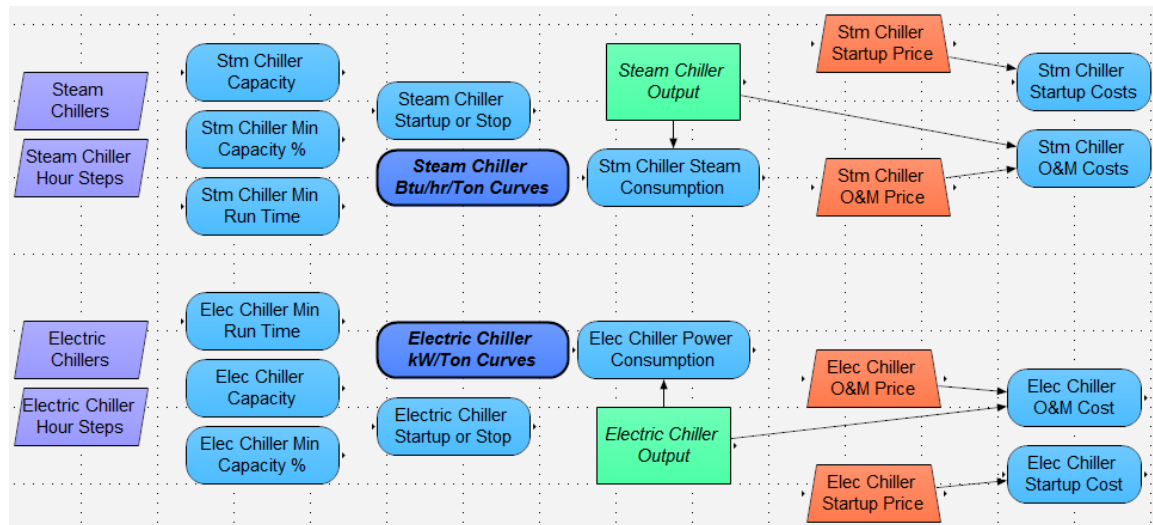 Steam
Chillers
Steam Chiller
Hour Steps
Stm Chiller
Capacity
Stm Chiller Min
Capacity %
Stm Chiller Min
Run Time
Steam Chiller
Startup or Stop
Steam Chiller
Btu/hr/Ton Curves
Steam Chiller
Output
Stm Chiller Steam
Consumption
Stm Chiller
Startup Price
Stm Chiller
O&M Price
Stm Chiller
Startup Costs
Stm Chiller
O&M Costs
Electric
Chillers
Electric Chiller
Hour Steps
Elec Chiller Min
Run Time
Elec Chiller
Capacity
Elec Chiller Min
Capacity %
Electric Chiller
kW/Ton Curves
Electric Chiller
Startup or Stop
Elec Chiller Power
Consumption
Electric Chiller
Output
Elec Chiller
O&M Price
Elec Chiller
Startup Price
Elec Chiller
O&M Cost
Elec Chiller
Startup Cost